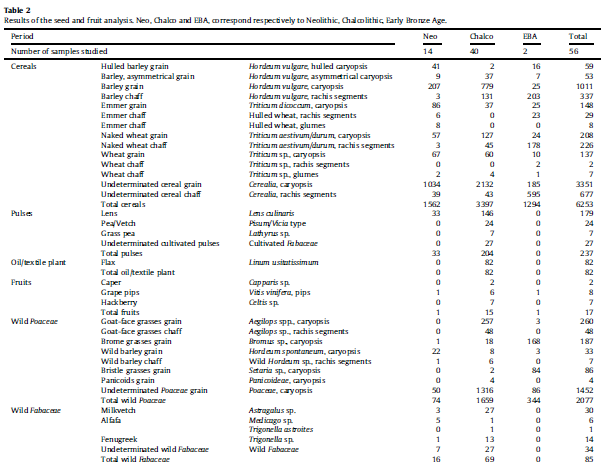 Table 2
Results of the seed and fruit analysis. Neo, Chalco and EBA, correspond respectively to Neolithic, Chalcolithic, Early Bronze Age.
Period Neo Chalco EBA Total
Number of samples studied 14 40 2 56
Cereals Hulled barley grain Hordeum vulgare, hulled caryopsis 41 2 16 59
Barley, asymmetrical grain Hordeum vulgare, asymmetrical caryopsis 9 37 7 53
Barley grain Hordeum vulgare, caryopsis 207 779 25 1011
Barley chaff Hordeum vulgare, rachis segments 3 131 203 337
Emmer grain Triticum dicoccum, caryopsis 86 37 25 148
Emmer chaff Hulled wheat, rachis segments 6 0 23 29
Emmer chaff Hulled wheat, glumes 8 0 0 8
Naked wheat grain Triticum aestivum/durum, caryopsis 57 127 24 208
Naked wheat chaff Triticum aestivum/durum, rachis segments 3 45 178 226
Wheat grain Triticum sp., caryopsis 67 60 10 137
Wheat chaff Triticum sp., rachis segments 0 0 2 2
Wheat chaff Triticum sp., glumes 2 4 1 7
Undetermined cereal grain Cerealia, caryopsis 1034 2132 185 3351
Undetermined cereal chaff Cerealia, rachis segments 39 43 595 677
Total cereals 1562 3397 1294 6253
Pulses Lens Lens culinaris 33 146 0 179
Pea/Vetch Pisum/Vicia type 0 24 0 24
Grass pea Lathyrus sp. 0 7 0 7
Undetermined cultivated pulses Cultivated Fabaceae 0 27 0 27
Total pulses 33 204 0 237
Oil/textile plant Flax Linum usitatissimum 0 82 0 82
Total oil/textile plant 0 82 0 82
Fruits Caper Capparis sp. 0 2 0 2
Grape pips Vitis vinifera, pips 1 6 1 8
Hackberry Celtis sp. 0 7 0 7
Total fruits 1 15 1 17
Wild Poaceae Goat-face grasses grain Aegilops spp., caryopsis 0 257 3 260
Goat-face grasses chaff Aegilops sp., rachis segments 0 48 0 48
Brome grasses grain Bromus sp., caryopsis 1 18 168 187
Wild barley grain Hordeum spontaneum, caryopsis 22 8 3 33
Wild barley chaff Wild Hordeum sp., rachis segments 1 6 0 7
Bristle grasses grain Setaria sp., caryopsis 0 2 84 86
Panicoids grain Panicoideae, caryopsis 0 4 0 4
Undetermined Poaceae grain Poaceae, caryopsis 50 1316 86 1452
Total wild Poaceae 74 1659 344 2077
Wild Fabaceae Milkvetch Astragalus sp. 3 27 0 30
Alfafa Medicago sp. 5 1 0 6
Trigonella astroites 0 1 0 1
Fenugreek Trigonella sp. 1 13 0 14
Undetermined wild Fabaceae Wild Fabaceae 7 27 0 34
Total wild Fabaceae 16 69 0 85